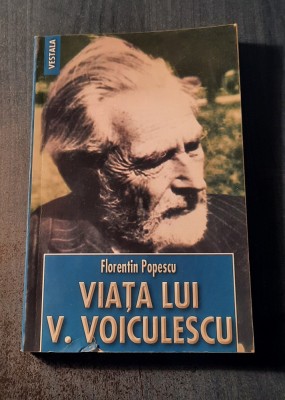 VESTALA
Florentin Popescu
VIAȚA LUI
V. VOICULESCU